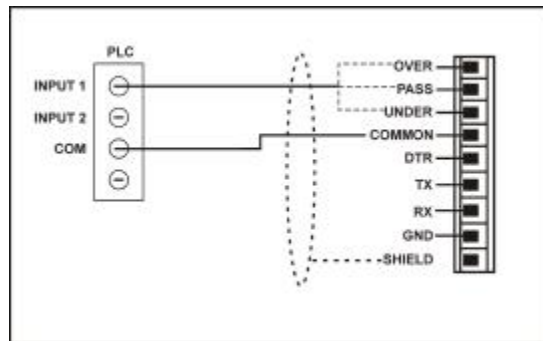 PLC
INPUT 1
INPUT 2
COM
OVER
PASS
UNDER
COMMON
DTR
TX
RX
GND
SHIELD